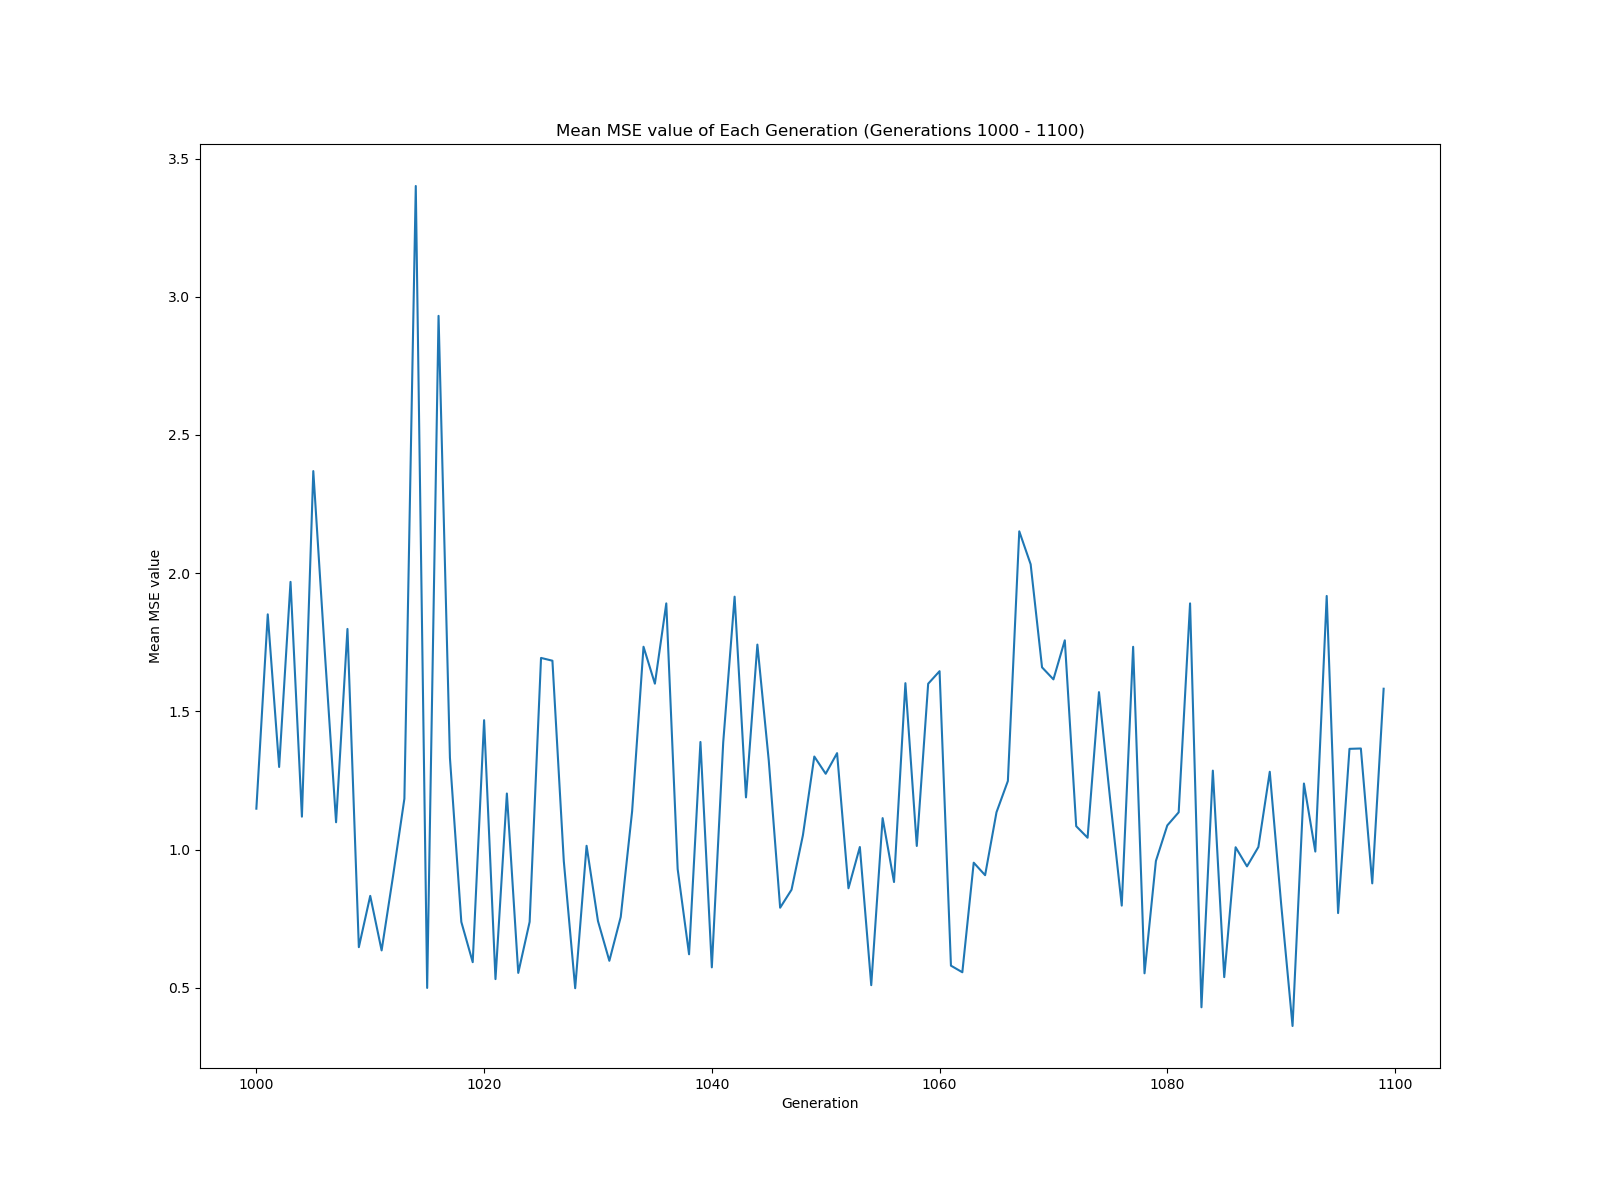 Mean MSE value of Each Generation (Generations 1000 - 1100)
3.5
3.0
2.5
2.0
1.5
1.0
0.5
Mean MSE value
1000 1020 1040 1060 1080 1100
Generation